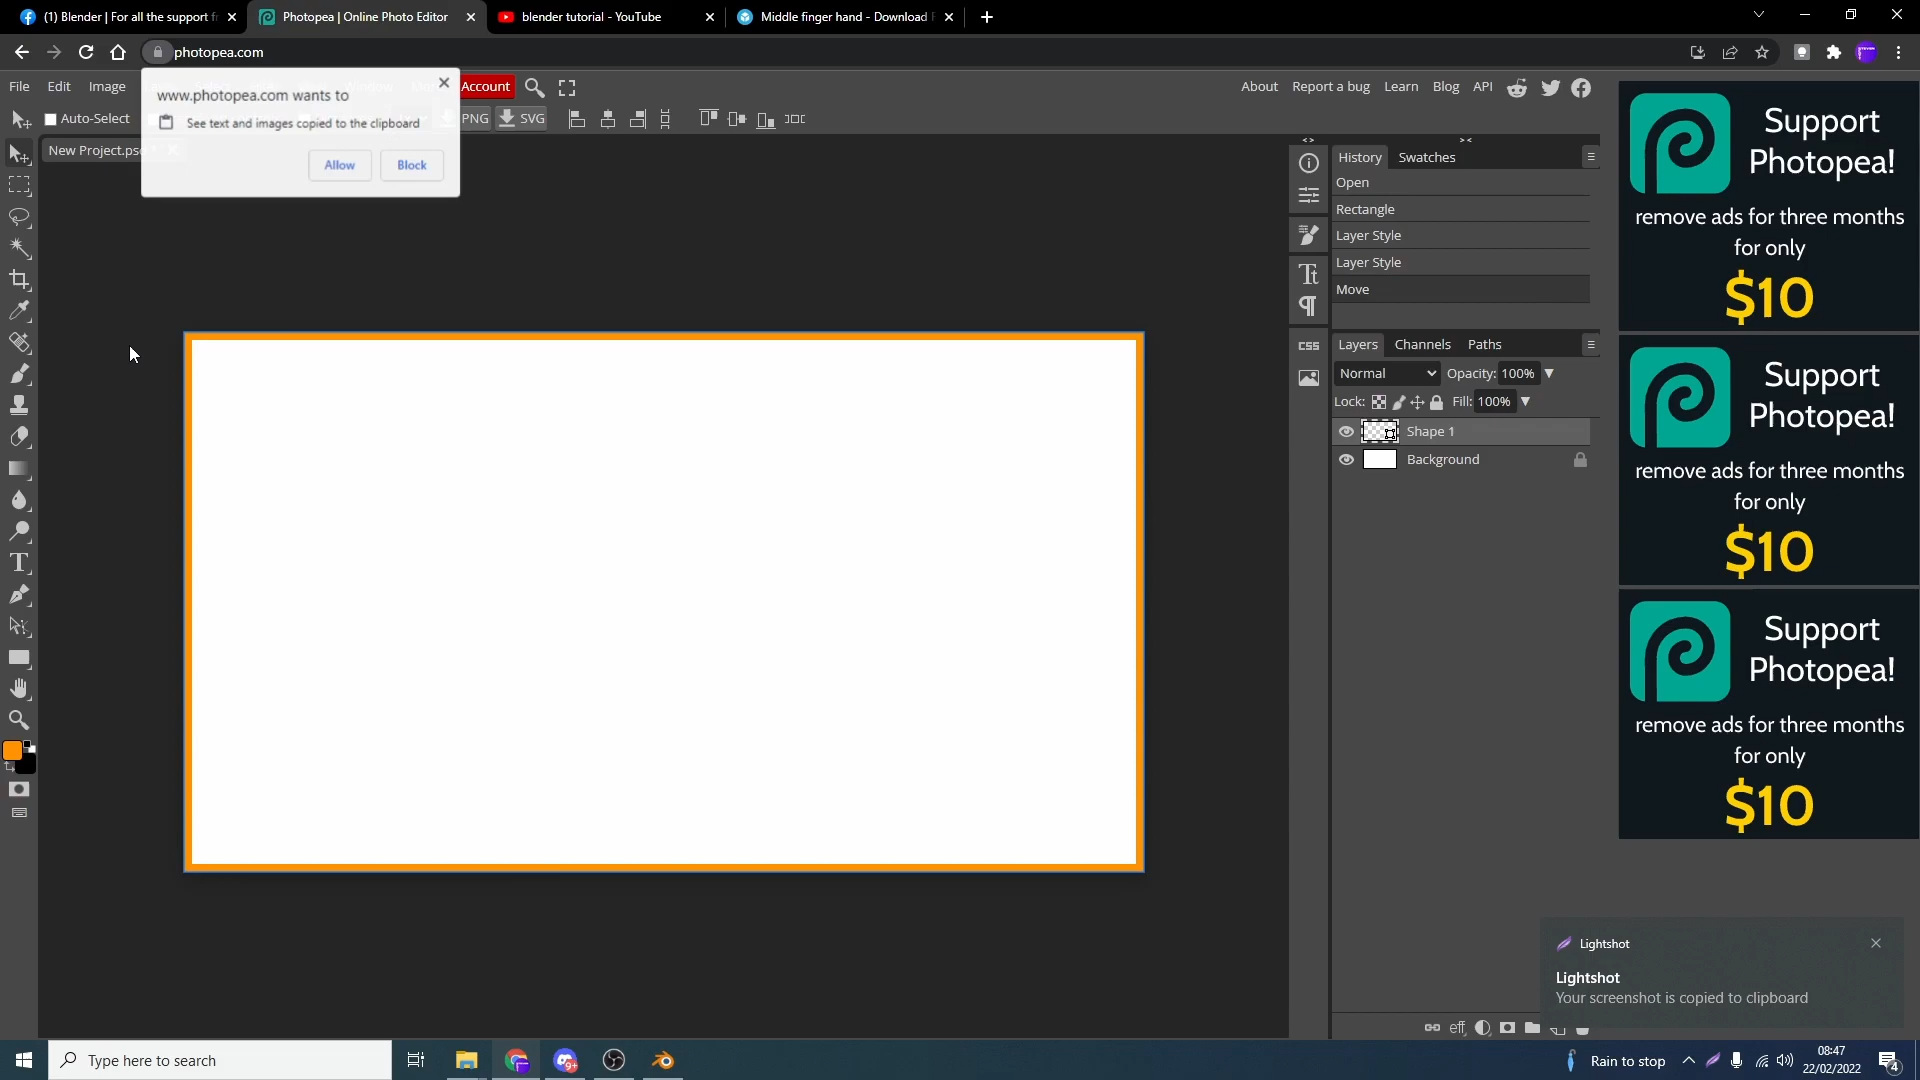 (1) Blender | For all the support fr
Photopea | Online Photo Editor
blender tutorial - YouTube
Middle finger hand - Download F
photopea.com
File Edit Image
Account
About Report a bug Learn Blog API
www.photopea.com wants to
See text and images copied to the clipboard
Allow Block
Auto-Select
PNG SVG
New Project.psd
History Swatches
Open
Rectangle
Layer Style
Layer Style
Move
CSS
Layers Channels Paths
Normal Opacity: 100%
Lock: Fill: 100%
Shape 1
Background
eff
Support
Photopea!
remove ads for three months
for only
$10
Support
Photopea!
remove ads for three months
for only
$10
Support
Photopea!
remove ads for three months
for only
$10
Lightshot
Lightshot
Your screenshot is copied to clipboard
Type here to search
9+
Rain to stop
08:47
22/02/2022
4